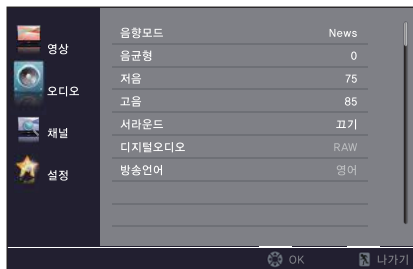 영상
오디오
채널
설정
음향모드 News
음균형 0
저음 75
고음 85
서라운드 끄기
디지털오디오 RAW
방송언어 영어
OK 나가기